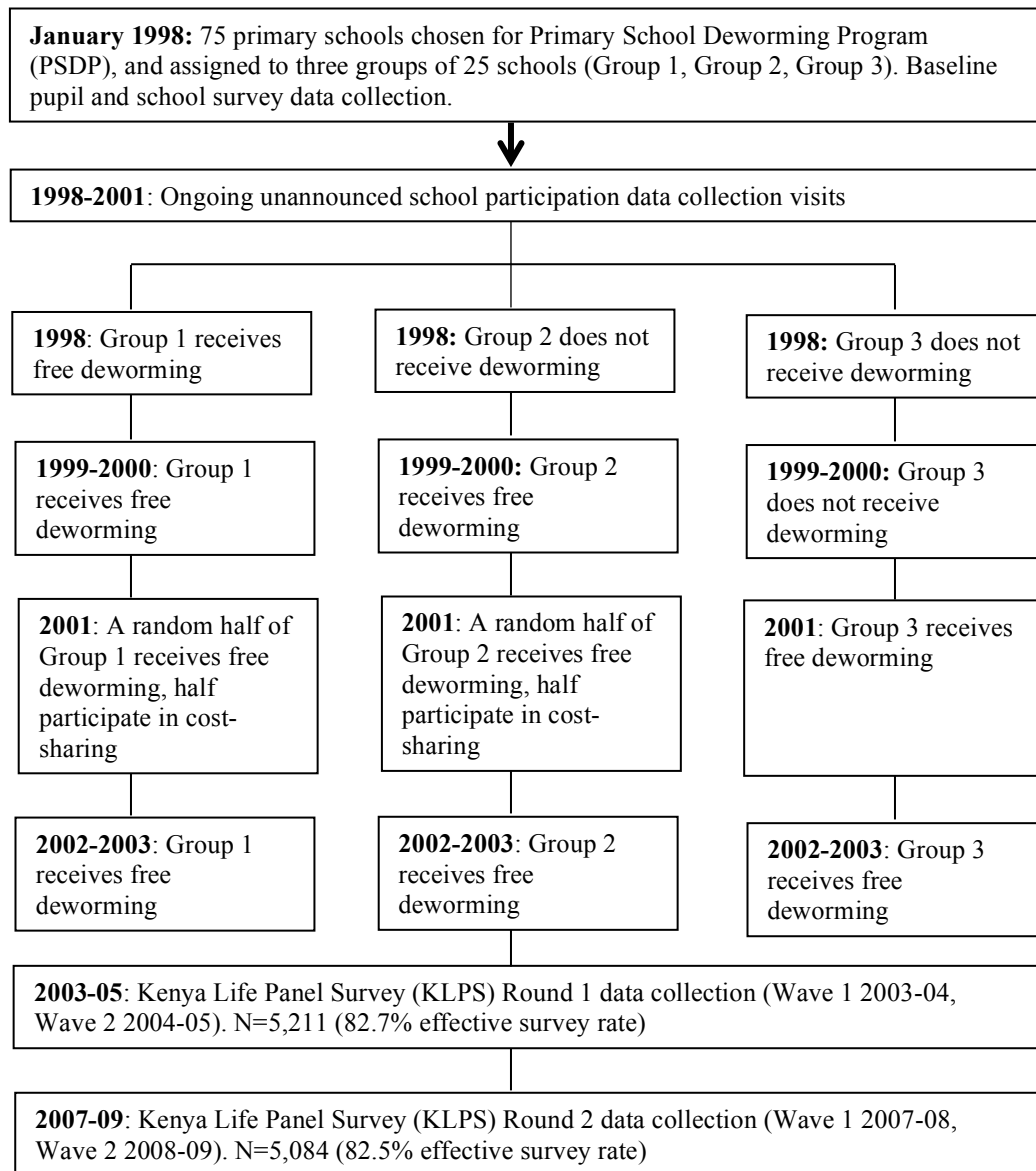 January 1998: 75 primary schools chosen for Primary School Deworming Program
(PSDP), and assigned to three groups of 25 schools (Group 1, Group 2, Group 3). Baseline
pupil and school survey data collection.
1998-2001: Ongoing unannounced school participation data collection visits
1998: Group 1 receives
free deworming
1998: Group 2 does not
receive deworming
1998: Group 3 does not
receive deworming
1999-2000: Group 1
receives free
deworming
1999-2000: Group 2
receives free
deworming
1999-2000: Group 3
does not receive
deworming
2001: A random half of
Group 1 receives free
deworming, half
participate in cost-
sharing
2001: A random half of
Group 2 receives free
deworming, half
participate in cost-
sharing
2001: Group 3 receives
free deworming
2002-2003: Group 1
receives free
deworming
2002-2003: Group 2
receives free
deworming
2002-2003: Group 3
receives free
deworming
2003-05: Kenya Life Panel Survey (KLPS) Round 1 data collection (Wave 1 2003-04,
Wave 2 2004-05). N=5,211 (82.7% effective survey rate)
2007-09: Kenya Life Panel Survey (KLPS) Round 2 data collection (Wave 1 2007-08,
Wave 2 2008-09). N=5,084 (82.5% effective survey rate)